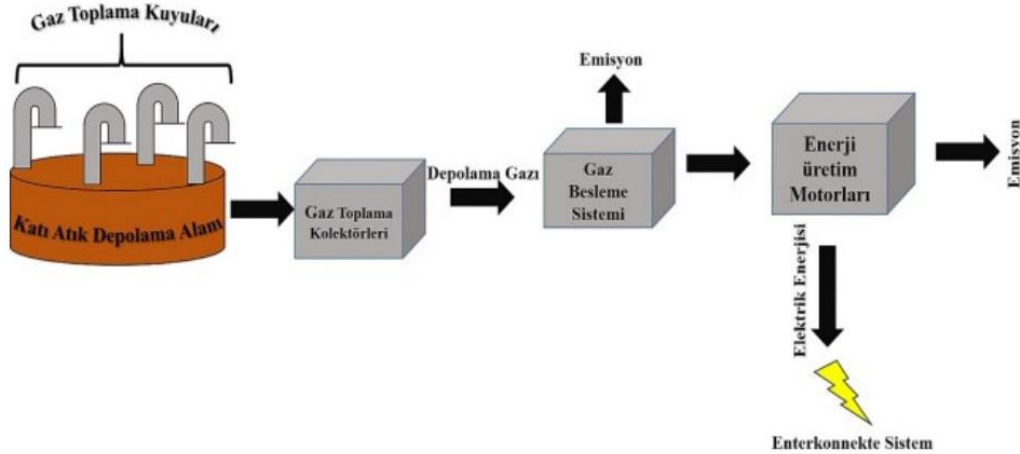 Gaz Toplama Kuyuları
Katı Atık Depolama Alanı
Gaz Toplama
Kolektörleri
Depolama Gazı
Emisyon
Gaz
Besleme
Sistemi
Enerji
üretim
Motorları
Emisyon
Elektrik Enerjisi
Enterkonnekte Sistem